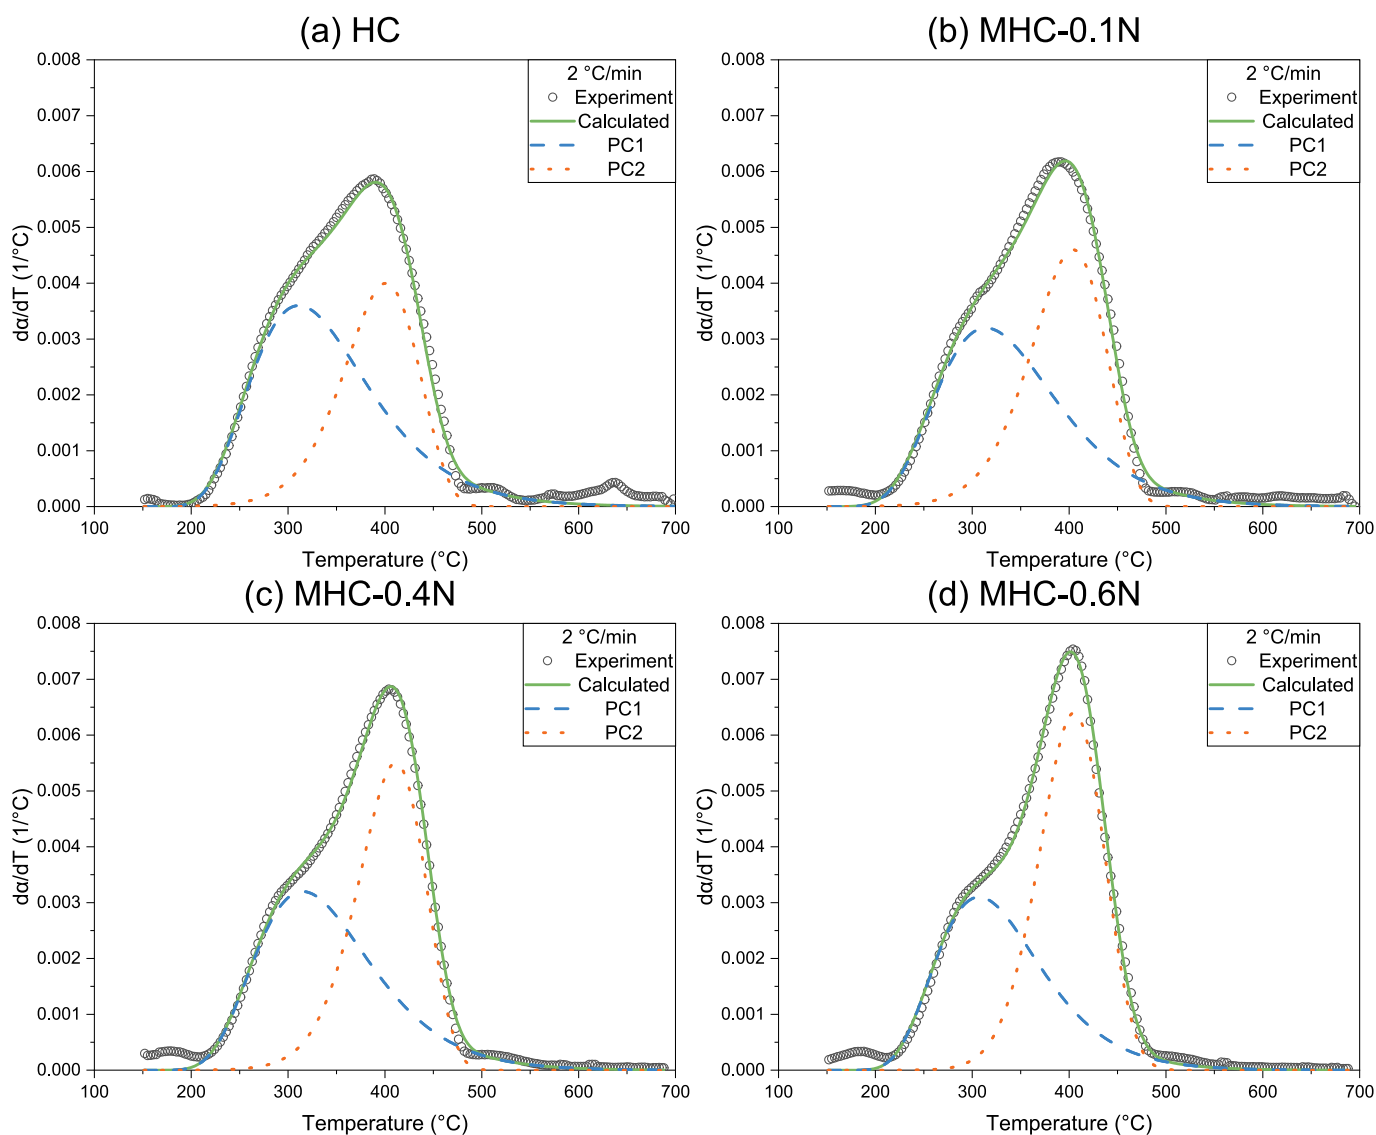 (a) HC
0.008
0.007
0.006
0.005
0.004
0.003
0.002
0.001
0.000
dα/dT (1/°C)
2 °C/min
Experiment
Calculated
PC1
PC2
100 200 300 400 500 600 700
Temperature (°C)
(b) MHC-0.1N
0.008
0.007
0.006
0.005
0.004
0.003
0.002
0.001
0.000
dα/dT (1/°C)
2 °C/min
Experiment
Calculated
PC1
PC2
100 200 300 400 500 600 700
Temperature (°C)
(c) MHC-0.4N
0.008
0.007
0.006
0.005
0.004
0.003
0.002
0.001
0.000
dα/dT (1/°C)
2 °C/min
Experiment
Calculated
PC1
PC2
100 200 300 400 500 600 700
Temperature (°C)
(d) MHC-0.6N
0.008
0.007
0.006
0.005
0.004
0.003
0.002
0.001
0.000
dα/dT (1/°C)
2 °C/min
Experiment
Calculated
PC1
PC2
100 200 300 400 500 600 700
Temperature (°C)